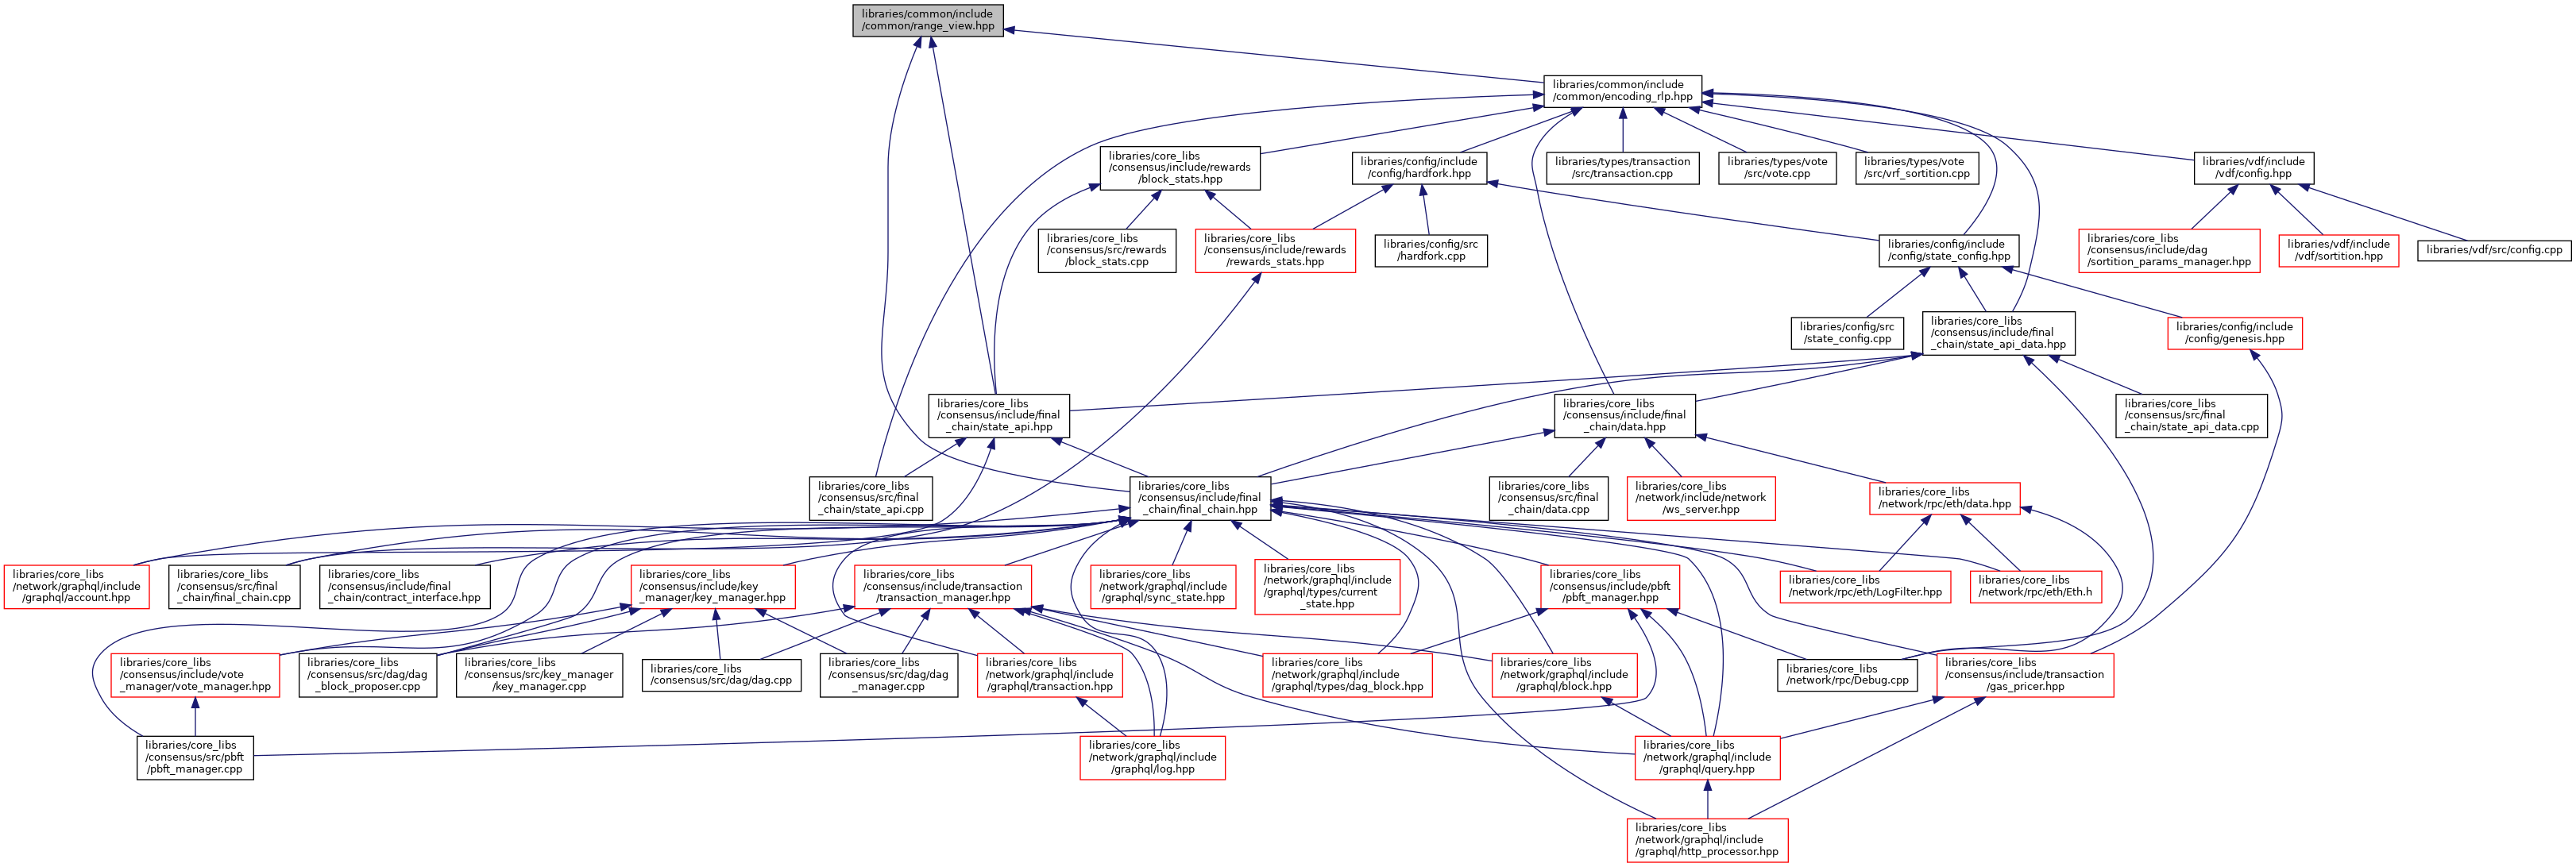 libraries/common/include
/common/range_view.hpp
libraries/common/include
/common/encoding_rlp.hpp
libraries/core_libs
/consensus/include/rewards
/block_stats.hpp
libraries/config/include
/config/hardfork.hpp
libraries/types/transaction
/src/transaction.cpp
libraries/types/vote
/src/vote.cpp
libraries/types/vote
/src/vrf_sortition.cpp
libraries/vdf/include
/vdf/config.hpp
libraries/core_libs
/consensus/src/rewards
/block_stats.cpp
libraries/core_libs
/consensus/include/rewards
/rewards_stats.hpp
libraries/config/src
/hardfork.cpp
libraries/config/include
/config/state_config.hpp
libraries/core_libs
/consensus/include/dag
/sortition_params_manager.hpp
libraries/vdf/include
/vdf/sortition.hpp
libraries/vdf/src/config.cpp
libraries/config/src
/state_config.cpp
libraries/core_libs
/consensus/include/final
_chain/state_api_data.hpp
libraries/config/include
/config/genesis.hpp
libraries/core_libs
/consensus/include/final
_chain/state_api.hpp
libraries/core_libs
/consensus/include/final
_chain/data.hpp
libraries/core_libs
/consensus/src/final
_chain/state_api_data.cpp
libraries/core_libs
/consensus/src/final
_chain/state_api.cpp
libraries/core_libs
/consensus/include/final
_chain/final_chain.hpp
libraries/core_libs
/consensus/src/final
_chain/data.cpp
libraries/core_libs
/network/include/network
/ws_server.hpp
libraries/core_libs
/network/rpc/eth/data.hpp
libraries/core_libs
/network/graphql/include
/graphql/account.hpp
libraries/core_libs
/consensus/src/final
_chain/final_chain.cpp
libraries/core_libs
/consensus/include/final
_chain/contract_interface.hpp
libraries/core_libs
/consensus/include/key
_manager/key_manager.hpp
libraries/core_libs
/consensus/include/transaction
/transaction_manager.hpp
libraries/core_libs
/network/graphql/include
/graphql/sync_state.hpp
libraries/core_libs
/network/graphql/include
/graphql/types/current
_state.hpp
libraries/core_libs
/consensus/include/pbft
/pbft_manager.hpp
libraries/core_libs
/network/rpc/eth/LogFilter.hpp
libraries/core_libs
/network/rpc/eth/Eth.h
libraries/core_libs
/consensus/include/vote
_manager/vote_manager.hpp
libraries/core_libs
/consensus/src/dag/dag
_block_proposer.cpp
libraries/core_libs
/consensus/src/key_manager
/key_manager.cpp
libraries/core_libs
/consensus/src/dag/dag.cpp
libraries/core_libs
/consensus/src/dag/dag
_manager.cpp
libraries/core_libs
/network/graphql/include
/graphql/transaction.hpp
libraries/core_libs
/network/graphql/include
/graphql/types/dag_block.hpp
libraries/core_libs
/network/graphql/include
/graphql/block.hpp
libraries/core_libs
/network/rpc/Debug.cpp
libraries/core_libs
/consensus/include/transaction
/gas_pricer.hpp
libraries/core_libs
/consensus/src/pbft
/pbft_manager.cpp
libraries/core_libs
/network/graphql/include
/graphql/log.hpp
libraries/core_libs
/network/graphql/include
/graphql/query.hpp
libraries/core_libs
/network/graphql/include
/graphql/http_processor.hpp